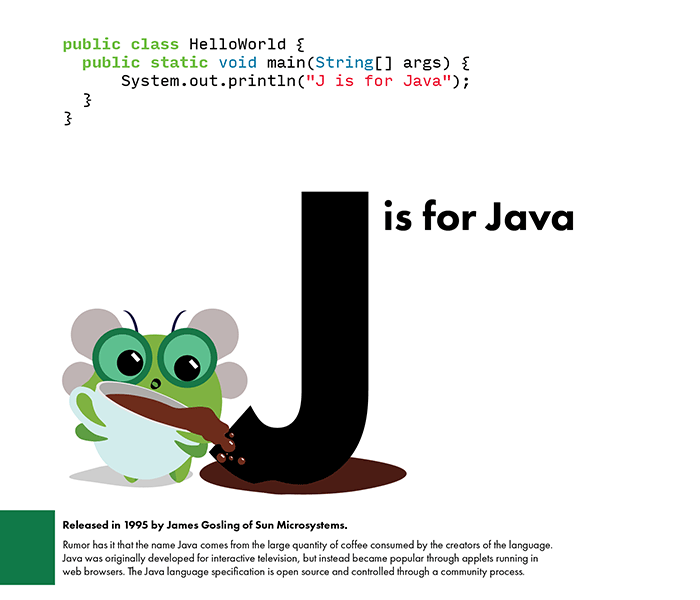 public class HelloWorld {
public static void main(String[] args) {
System.out.println("J is for Java");
}
}
J is for Java
Released in 1995 by James Gosling of Sun Microsystems.
Rumor has it that the name Java comes from the large quantity of coffee consumed by the creators of the language.
Java was originally developed for interactive television, but instead became popular through applets running in
web browsers. The Java language specification is open source and controlled through a community process.